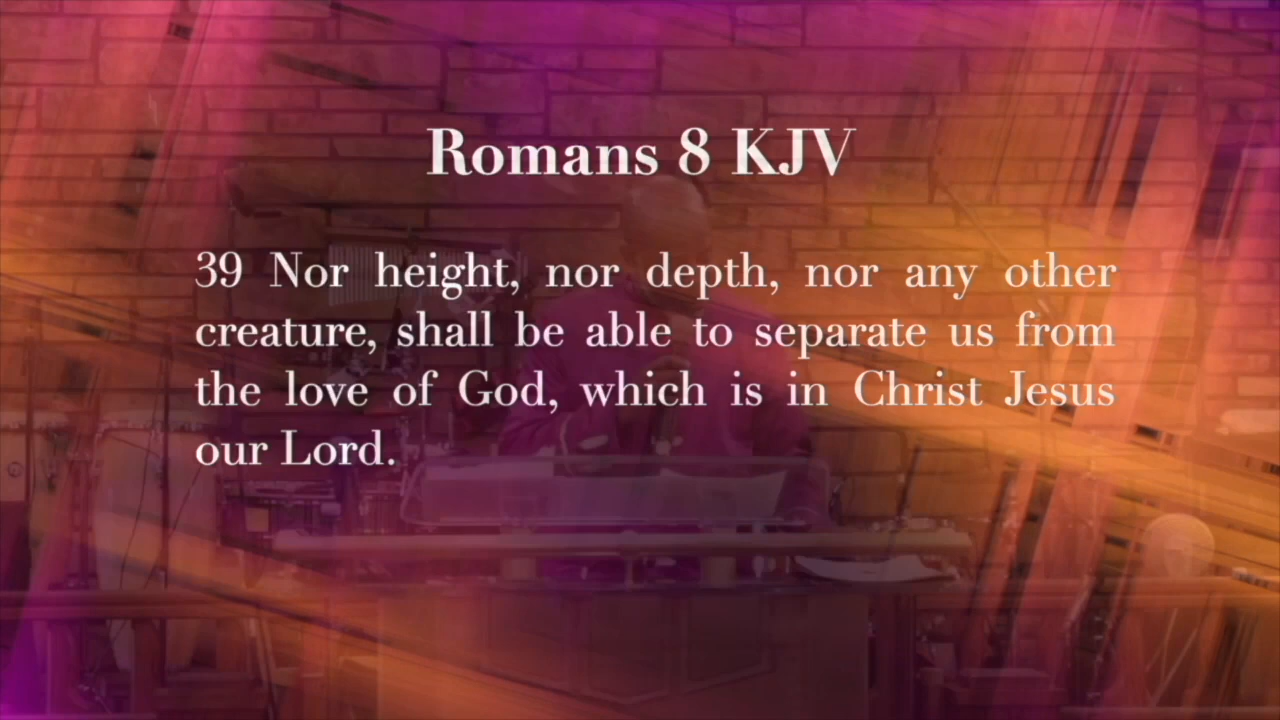 Romans 8 KJV
39 Nor height, nor depth, nor any other
creature, shall be able to separate us from
the love of God, which is in Christ Jesus
our Lord.